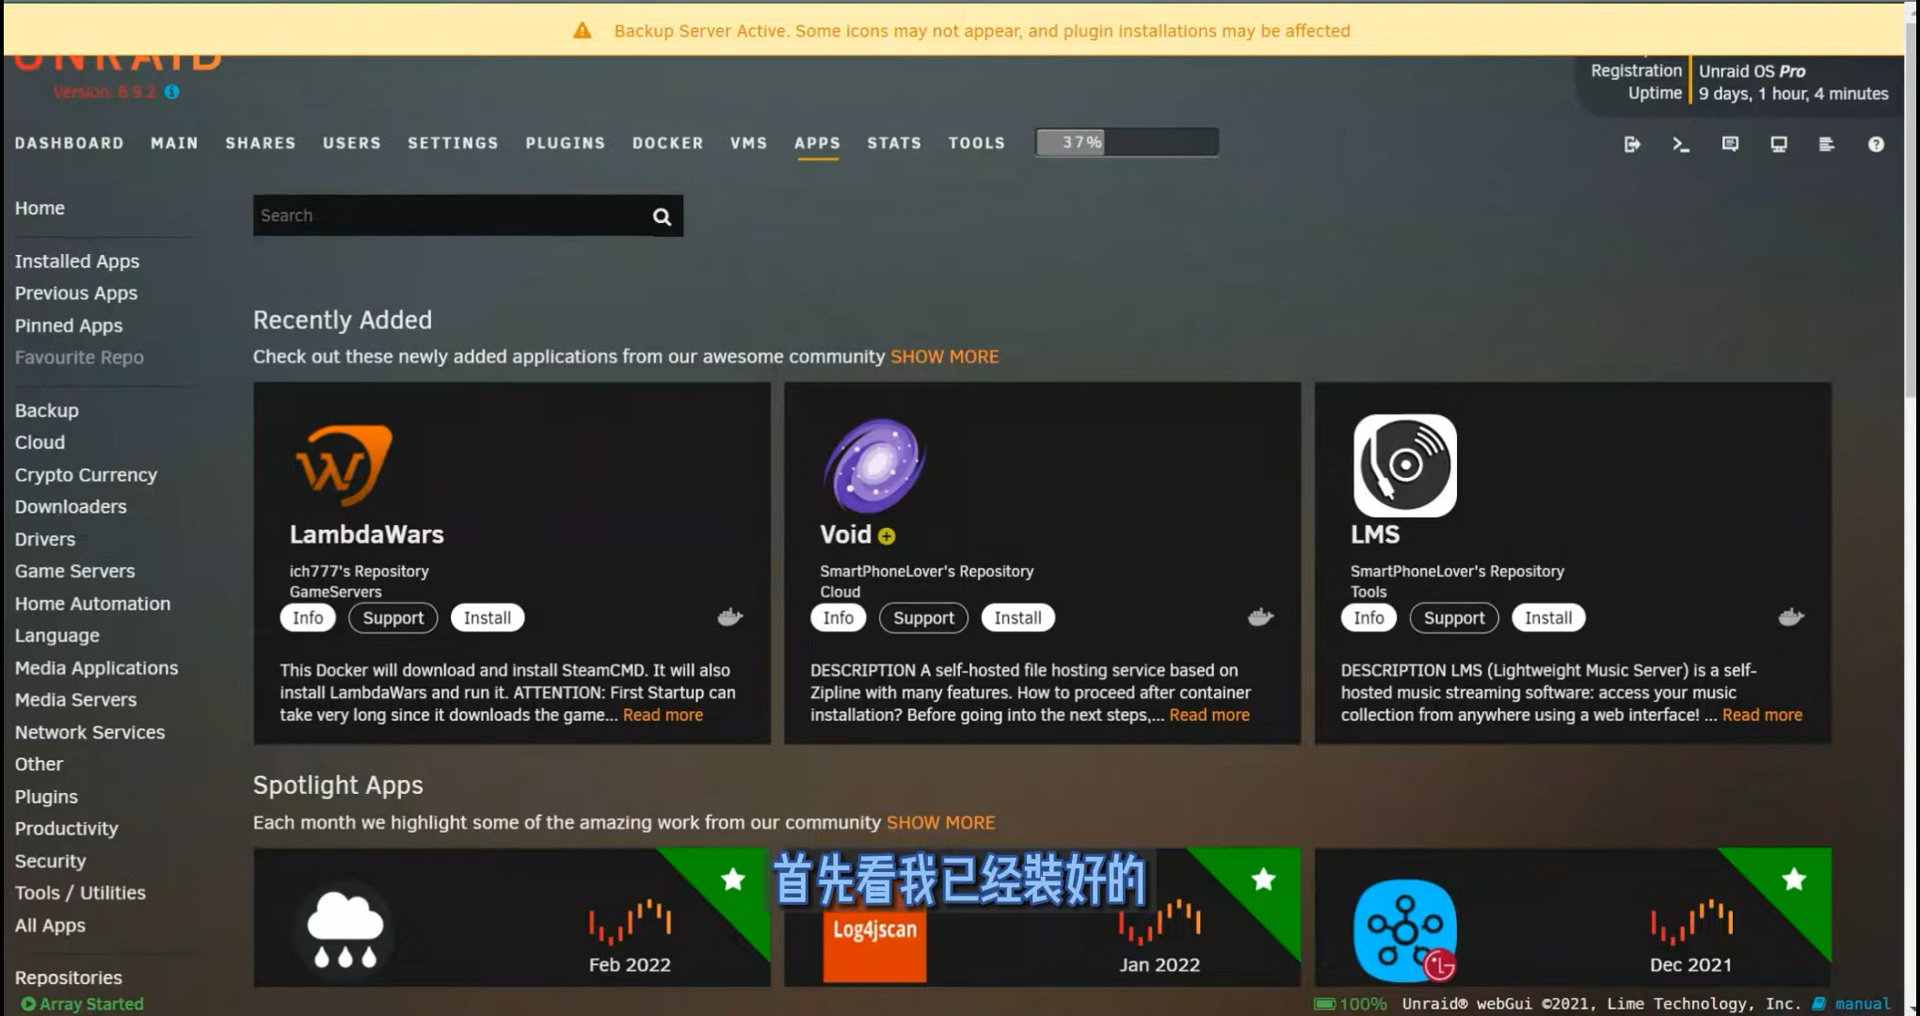 Backup Server Active. Some icons may not appear, and plugin installations may be affected
UNRAID
Version: 6.9.2
Registration
Unraid OS Pro
Uptime
9 days, 1 hour, 4 minutes
DASHBOARD MAIN SHARES USERS SETTINGS PLUGINS DOCKER VMS APPS STATS TOOLS 37%
Home
Search
Installed Apps
Previous Apps
Pinned Apps
Favourite Repo
Backup
Cloud
Crypto Currency
Downloaders
Drivers
Game Servers
Home Automation
Language
Media Applications
Media Servers
Network Services
Other
Plugins
Productivity
Security
Tools / Utilities
All Apps
Repositories
Recently Added
Check out these newly added applications from our awesome community SHOW MORE
LambdaWars
ich777's Repository
GameServers
Info Support Install
This Docker will download and install SteamCMD. It will also
install LambdaWars and run it. ATTENTION: First Startup can
take very long since it downloads the game... Read more
Void
SmartPhoneLover's Repository
Cloud
Info Support Install
DESCRIPTION A self-hosted file hosting service based on
Zipline with many features. How to proceed after container
installation? Before going into the next steps,... Read more
LMS
SmartPhoneLover's Repository
Tools
Info Support Install
DESCRIPTION LMS (Lightweight Music Server) is a self-
hosted music streaming software: access your music
collection from anywhere using a web interface! ... Read more
Spotlight Apps
Each month we highlight some of the amazing work from our community SHOW MORE
首先看我已经装好的
Feb 2022
Log4jscan
Jan 2022
LG
Dec 2021
Array Started
100% Unraid® webGui ©2021, Lime Technology, Inc. manual